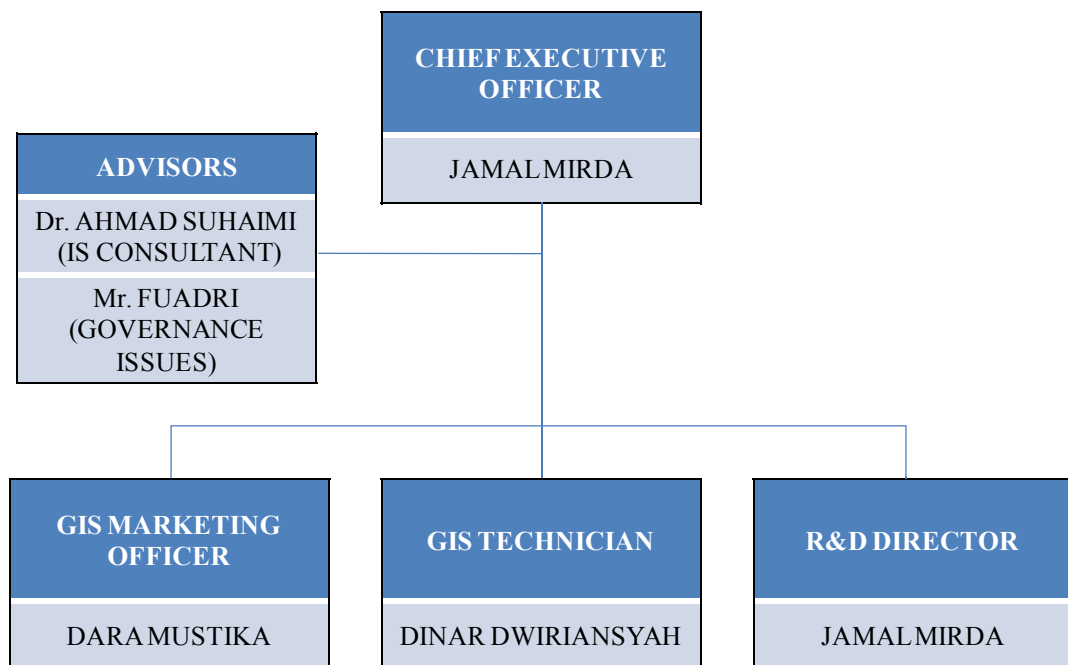 CHIEF EXECUTIVE
OFFICER
JAMAL MIRDA
ADVISORS
Dr. AHMAD SUHAIMI
(IS CONSULTANT)
Mr. FUADRI
(GOVERNANCE
ISSUES)
GIS MARKETING
OFFICER
DARA MUSTIKA
GIS TECHNICIAN
DINAR DWIRIANSYAH
R&D DIRECTOR
JAMAL MIRDA